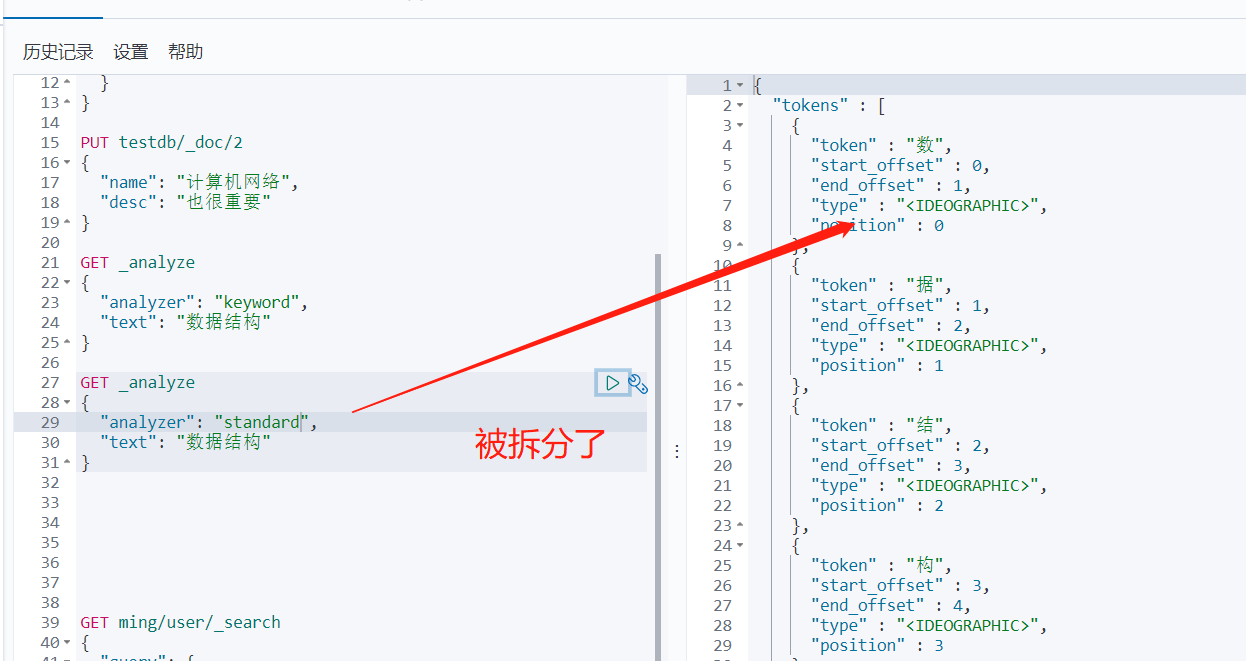 历史记录 设置 帮助
12 }
13 }
14
15 PUT testdb/_doc/2
16 {
17 "name": "计算机网络",
18 "desc": "也很重要"
19 }
20
21 GET _analyze
22 {
23 "analyzer": "keyword",
24 "text": "数据结构"
25 }
26
27 GET _analyze
28 {
29 "analyzer": "standard",
30 "text": "数据结构"
31 }
32
33
34
35
36
37
38
39 GET ming/user/_search
40 {
41 "query": {
被拆分了
1 {
2 "tokens" : [
3 {
4 "token" : "数",
5 "start_offset" : 0,
6 "end_offset" : 1,
7 "type" : "<IDEOGRAPHIC>",
8 "position" : 0
9 },
10 {
11 "token" : "据",
12 "start_offset" : 1,
13 "end_offset" : 2,
14 "type" : "<IDEOGRAPHIC>",
15 "position" : 1
16 },
17 {
18 "token" : "结",
19 "start_offset" : 2,
20 "end_offset" : 3,
21 "type" : "<IDEOGRAPHIC>",
22 "position" : 2
23 },
24 {
25 "token" : "构",
26 "start_offset" : 3,
27 "end_offset" : 4,
28 "type" : "<IDEOGRAPHIC>",
29 "position" : 3